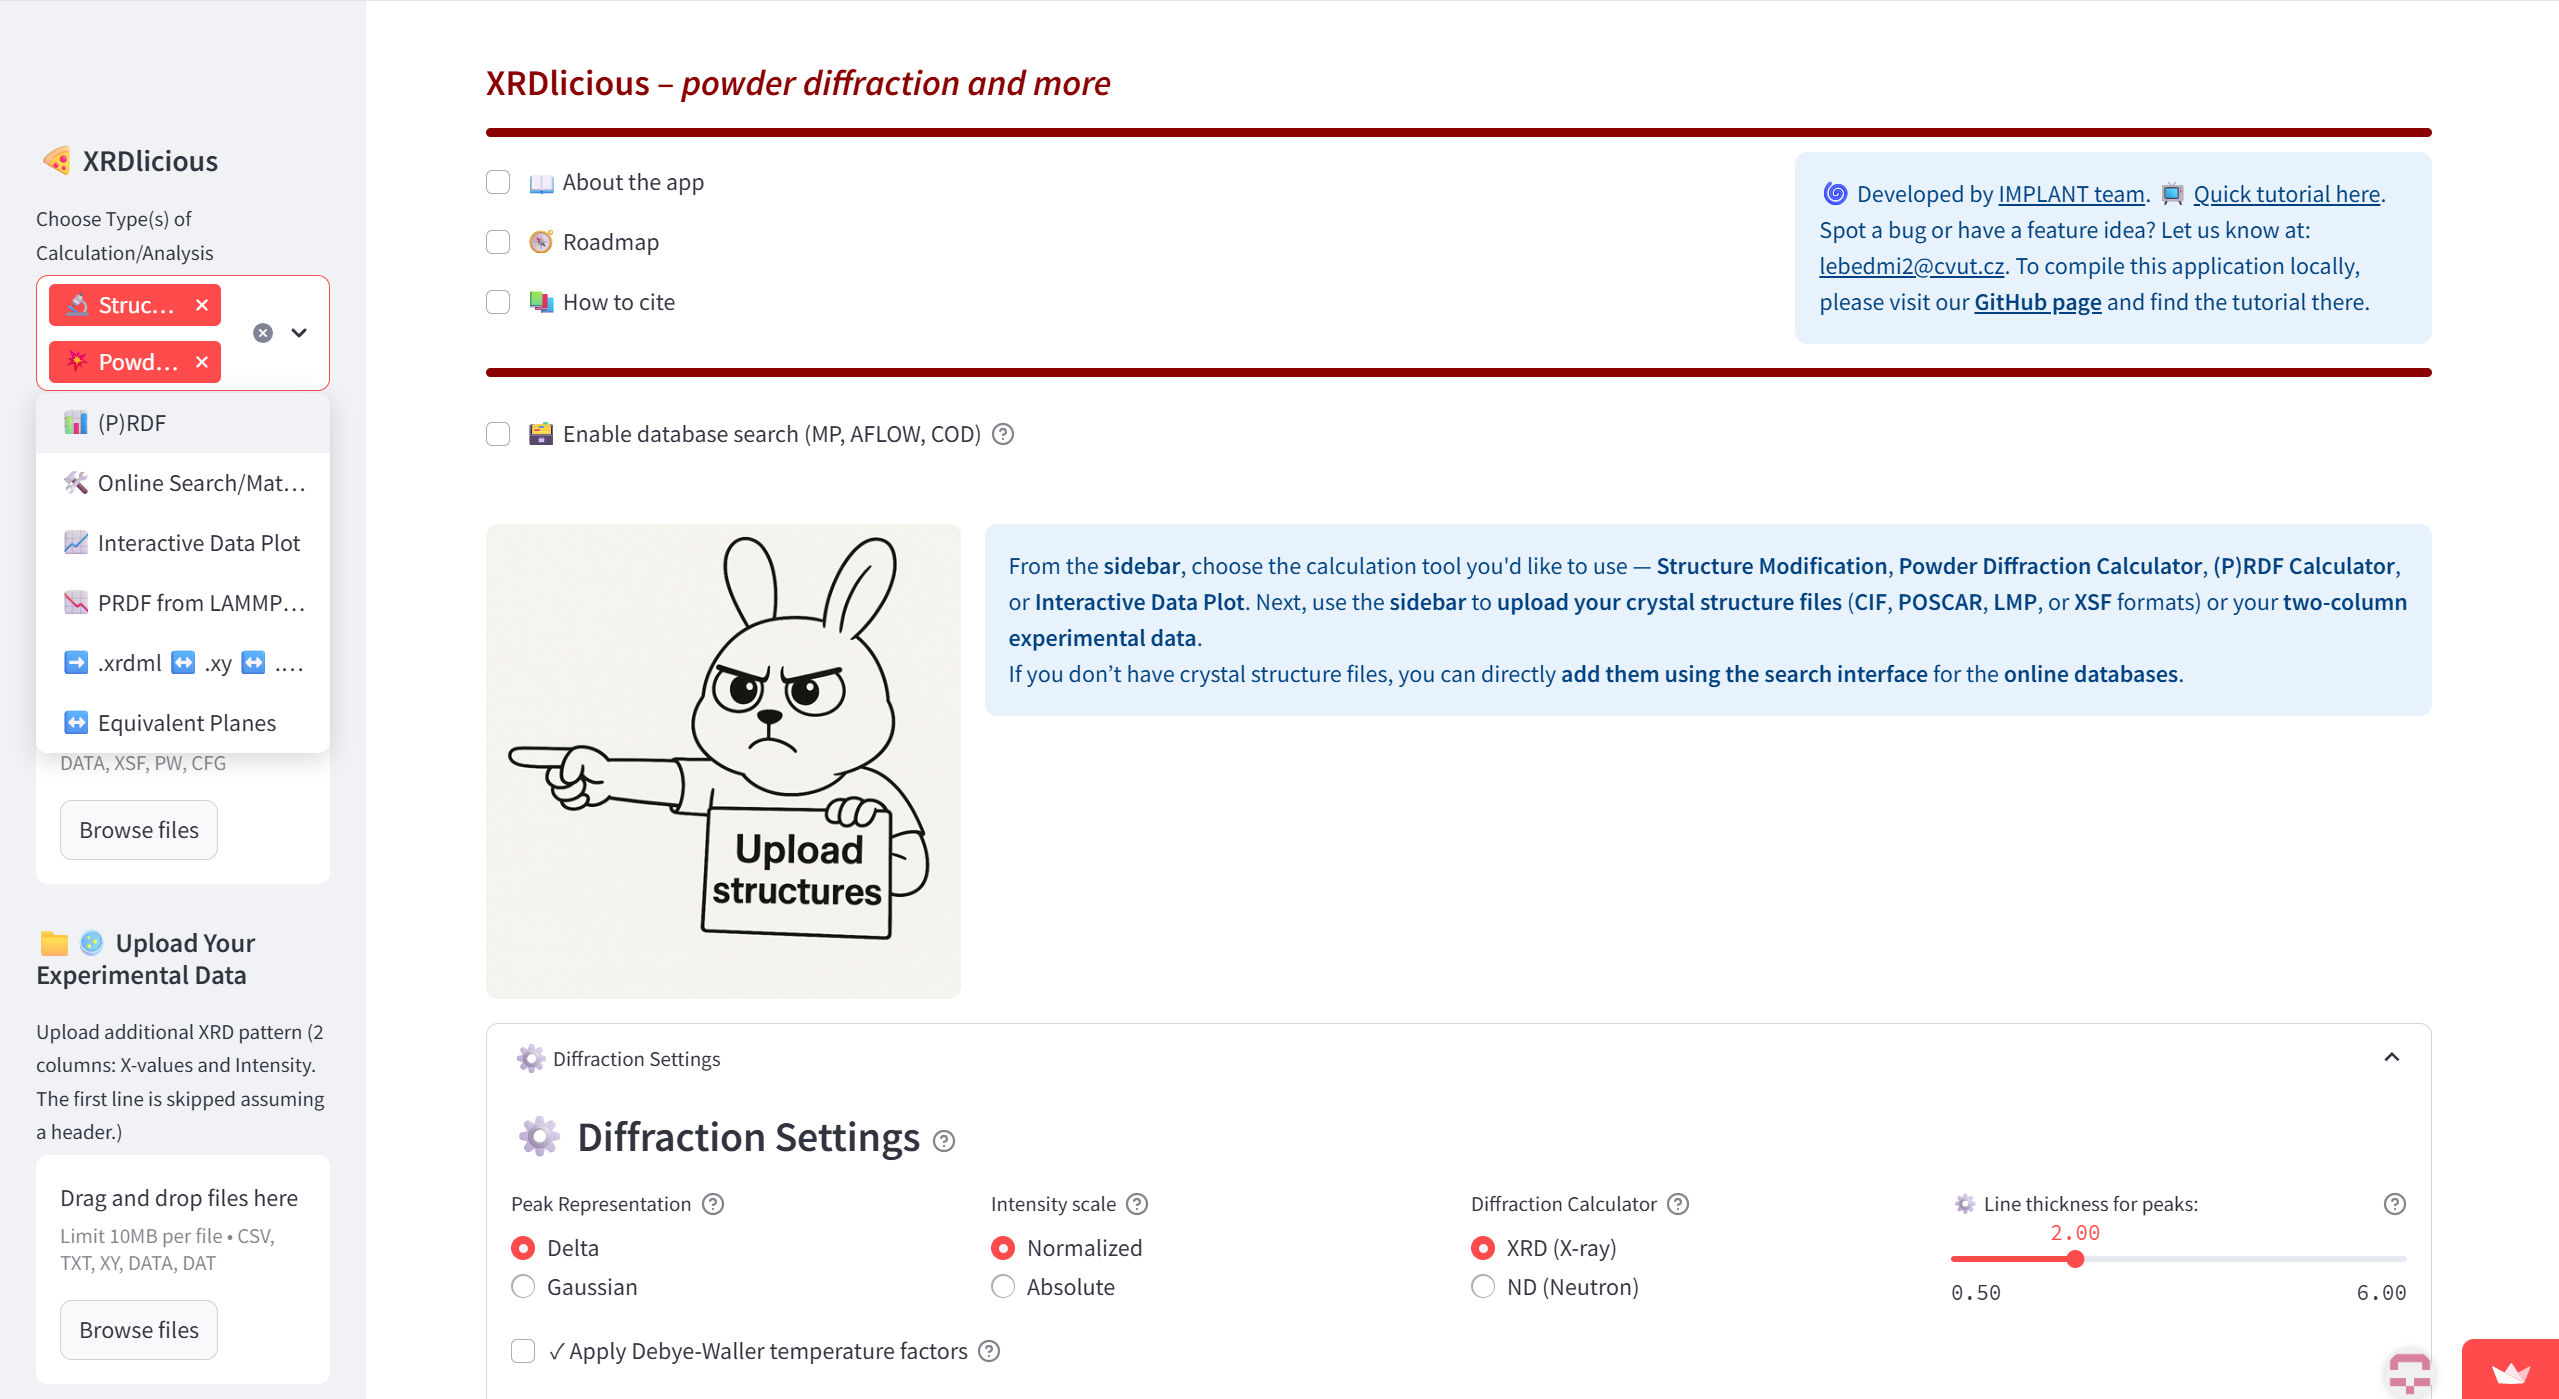 XRDlicious
Choose Type(s) of
Calculation/Analysis
Struc...
Powd...
(P)RDF
Online Search/Mat...
Interactive Data Plot
PRDF from LAMMP...
.xrdml .xy ....
Equivalent Planes
DATA, XSF, PW, CFG
Browse files
Upload Your
Experimental Data
Upload additional XRD pattern (2
columns: X-values and Intensity.
The first line is skipped assuming
a header.)
Drag and drop files here
Limit 10MB per file • CSV,
TXT, XY, DATA, DAT
Browse files
XRDlicious – powder diffraction and more
About the app
Roadmap
How to cite
Developed by IMPLANT team. Quick tutorial here.
Spot a bug or have a feature idea? Let us know at:
lebedmi2@cvut.cz. To compile this application locally,
please visit our GitHub page and find the tutorial there.
Enable database search (MP, AFLOW, COD)
Upload
structures
From the sidebar, choose the calculation tool you'd like to use — Structure Modification, Powder Diffraction Calculator, (P)RDF Calculator,
or Interactive Data Plot. Next, use the sidebar to upload your crystal structure files (CIF, POSCAR, LMP, or XSF formats) or your two-column
experimental data.
If you don’t have crystal structure files, you can directly add them using the search interface for the online databases.
Diffraction Settings
Diffraction Settings
Peak Representation
Delta
Gaussian
Intensity scale
Normalized
Absolute
Diffraction Calculator
XRD (X-ray)
ND (Neutron)
Line thickness for peaks:
2.00
0.50 6.00
✓ Apply Debye-Waller temperature factors